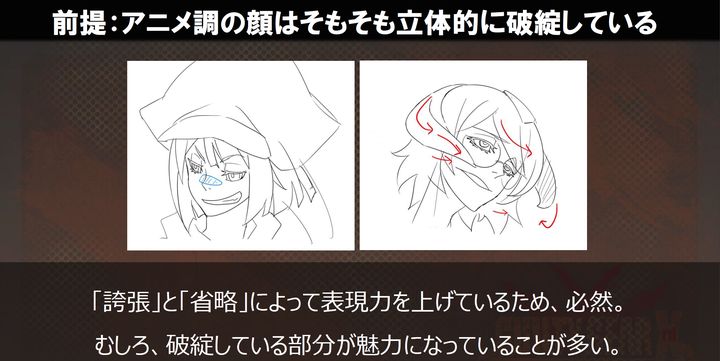 前提：アニメ調の顔はそもそも立体的に破綻している
「誇張」と「省略」によって表現力を上げているため、必然。
むしろ、破綻している部分が魅力になっていることが多い。